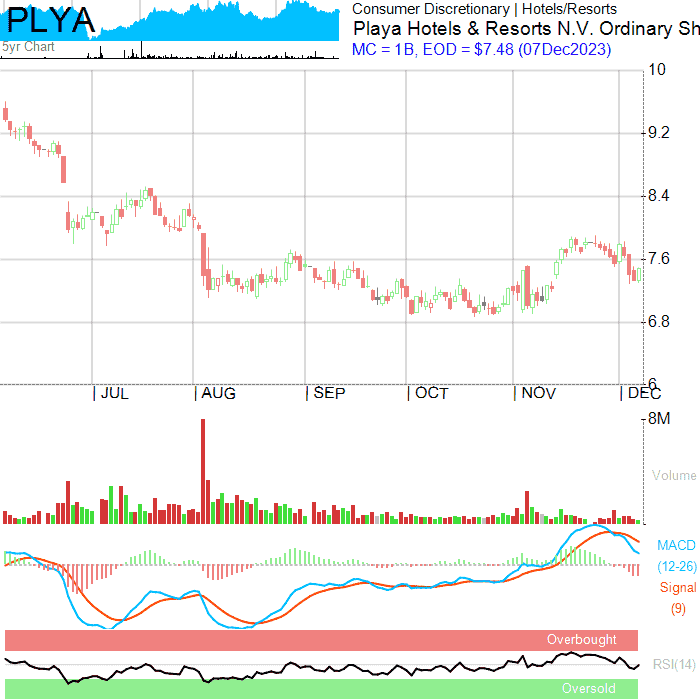 PLYA
5yr Chart
Consumer Discretionary | Hotels/Resorts
Playa Hotels & Resorts N.V. Ordinary Sh
MC = 1B, EOD = $7.48 (07Dec2023)
10
9.2
8.4
7.6
6.8
6
JUL AUG SEP OCT NOV DEC
8M
Volume
MACD
(12-26)
Signal
(9)
Overbought
RSI(14)
Oversold